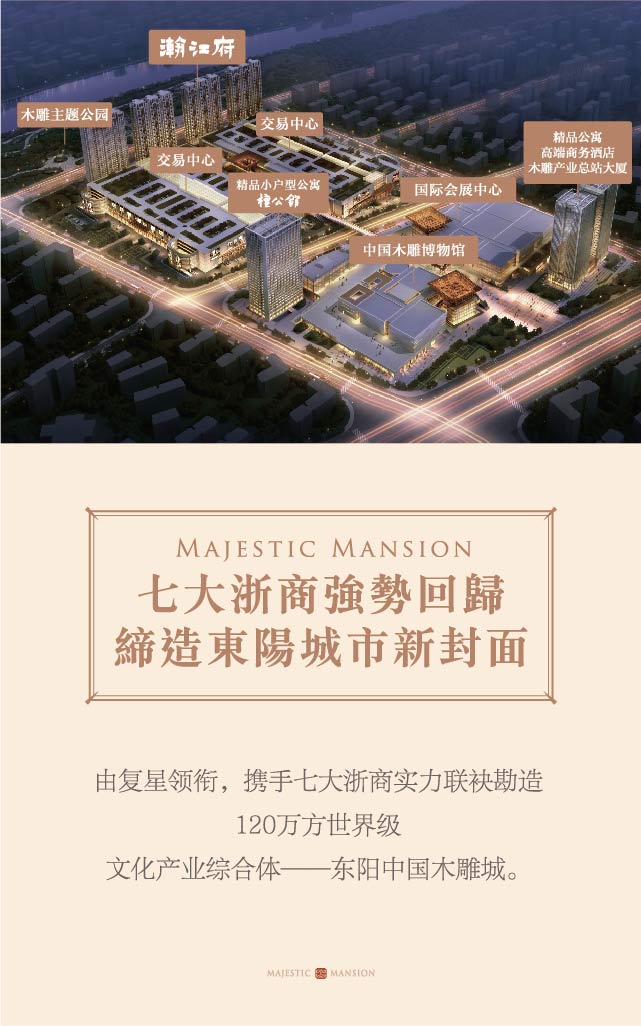 瀚江府
木雕主题公园
交易中心
交易中心
精品公寓
高端商务酒店
木雕产业总站大厦
精品小户型公寓
檀公館
国际会展中心
中国木雕博物馆
MAJESTIC MANSION
七大浙商強勢回歸
締造東陽城市新封面
由复星领衔，携手七大浙商实力联袂勘造
120万方世界级
文化产业综合体——东阳中国木雕城。
MAJESTIC MANSION